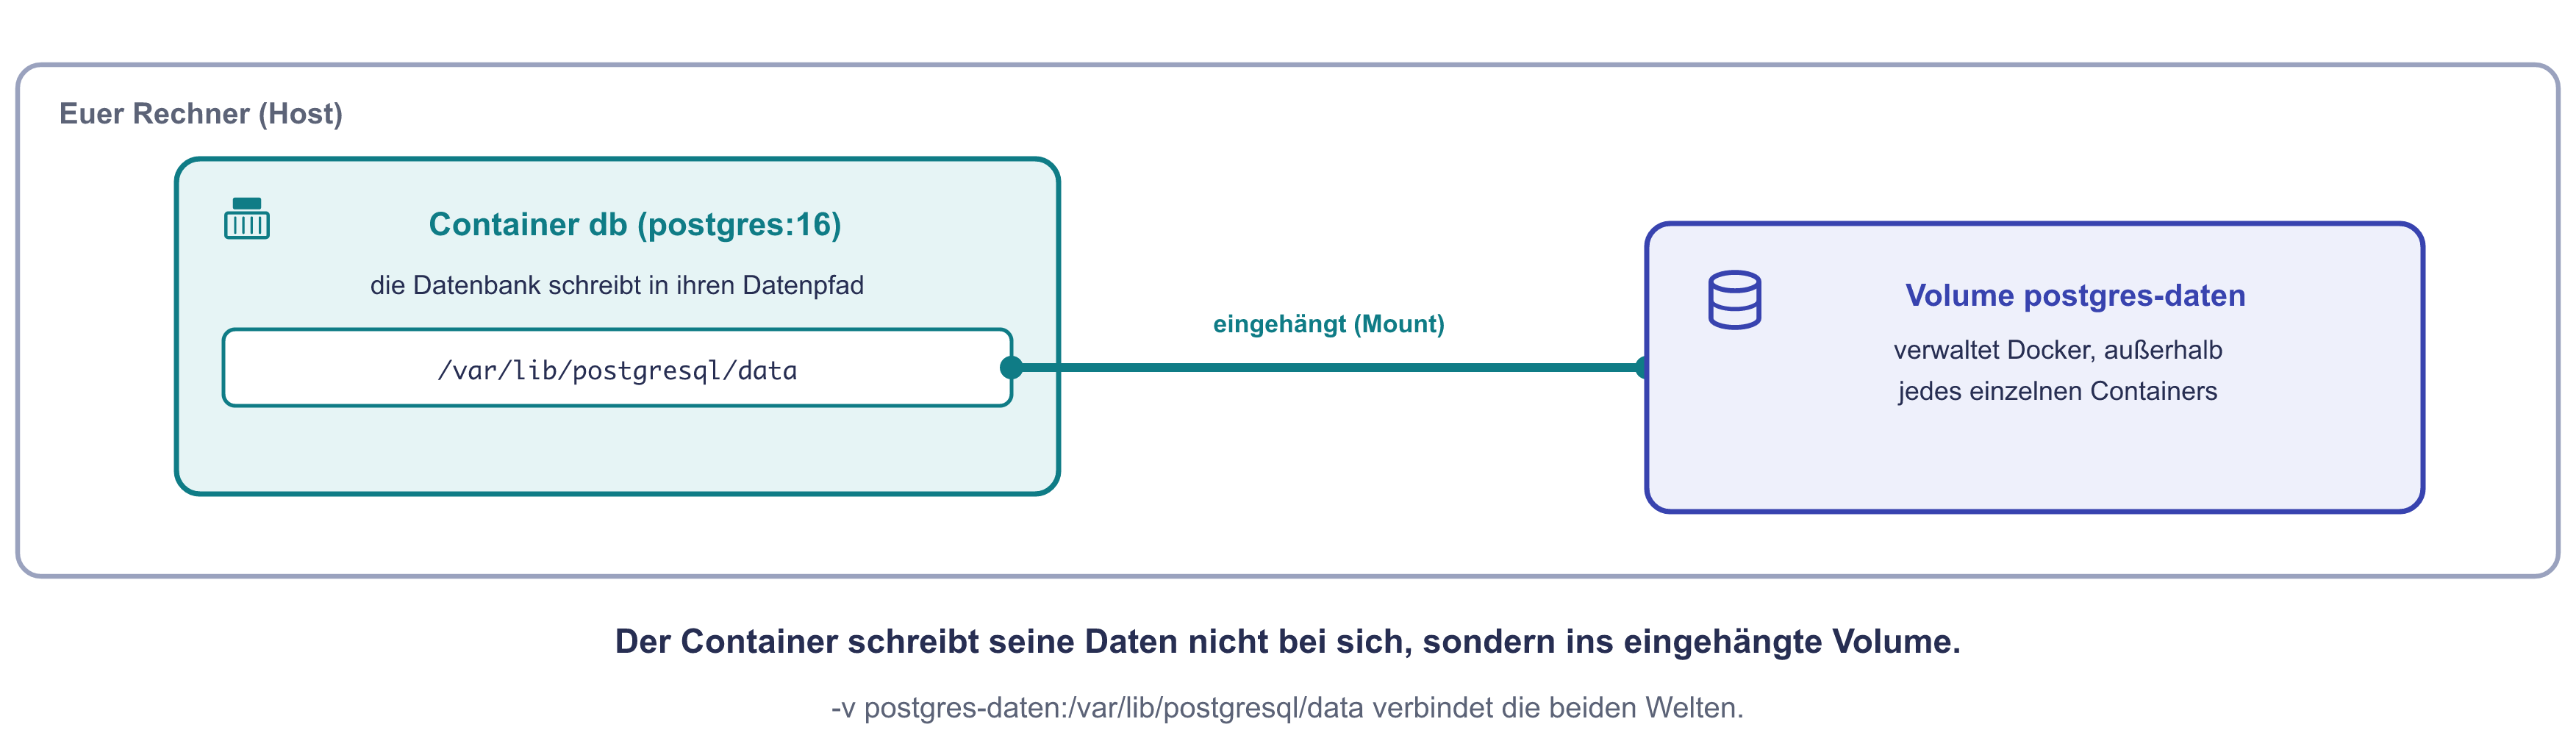 Euer Rechner (Host)
Container db (postgres:16)
die Datenbank schreibt in ihren Datenpfad
/var/lib/postgresql/data
eingehängt (Mount)
Volume postgres-daten
verwaltet Docker, außerhalb
jedes einzelnen Containers
Der Container schreibt seine Daten nicht bei sich, sondern ins eingehängte Volume.
-v postgres-daten:/var/lib/postgresql/data verbindet die beiden Welten.